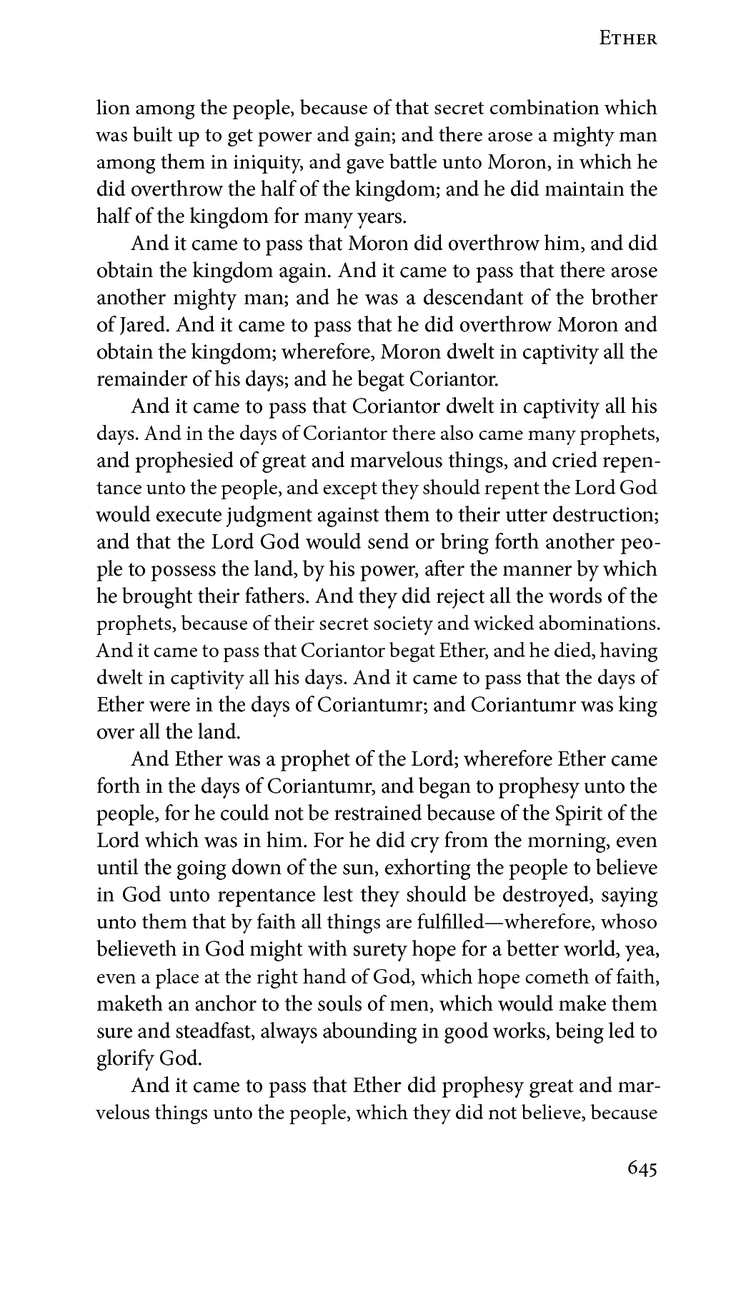 Ether
lion among the people, because of that secret combination which
was built up to get power and gain; and there arose a mighty man
among them in iniquity, and gave battle unto Moron, in which he
did overthrow the half of the kingdom; and he did maintain the
half of the kingdom for many years.
And it came to pass that Moron did overthrow him, and did
obtain the kingdom again. And it came to pass that there arose
another mighty man; and he was a descendant of the brother
of Jared. And it came to pass that he did overthrow Moron and
obtain the kingdom; wherefore, Moron dwelt in captivity all the
remainder of his days; and he begat Coriantor.
And it came to pass that Coriantor dwelt in captivity all his
days. And in the days of Coriantor there also came many prophets,
and prophesied of great and marvelous things, and cried repen-
tance unto the people, and except they should repent the Lord God
would execute judgment against them to their utter destruction;
and that the Lord God would send or bring forth another peo-
ple to possess the land, by his power, after the manner by which
he brought their fathers. And they did reject all the words of the
prophets, because of their secret society and wicked abominations.
And it came to pass that Coriantor begat Ether, and he died, having
dwelt in captivity all his days. And it came to pass that the days of
Ether were in the days of Coriantumr; and Coriantumr was king
over all the land.
And Ether was a prophet of the Lord; wherefore Ether came
forth in the days of Coriantumr, and began to prophesy unto the
people, for he could not be restrained because of the Spirit of the
Lord which was in him. For he did cry from the morning, even
until the going down of the sun, exhorting the people to believe
in God unto repentance lest they should be destroyed, saying
unto them that by faith all things are fulfilled—wherefore, whoso
believeth in God might with surety hope for a better world, yea,
even a place at the right hand of God, which hope cometh of faith,
maketh an anchor to the souls of men, which would make them
sure and steadfast, always abounding in good works, being led to
glorify God.
And it came to pass that Ether did prophesy great and mar-
velous things unto the people, which they did not believe, because
645